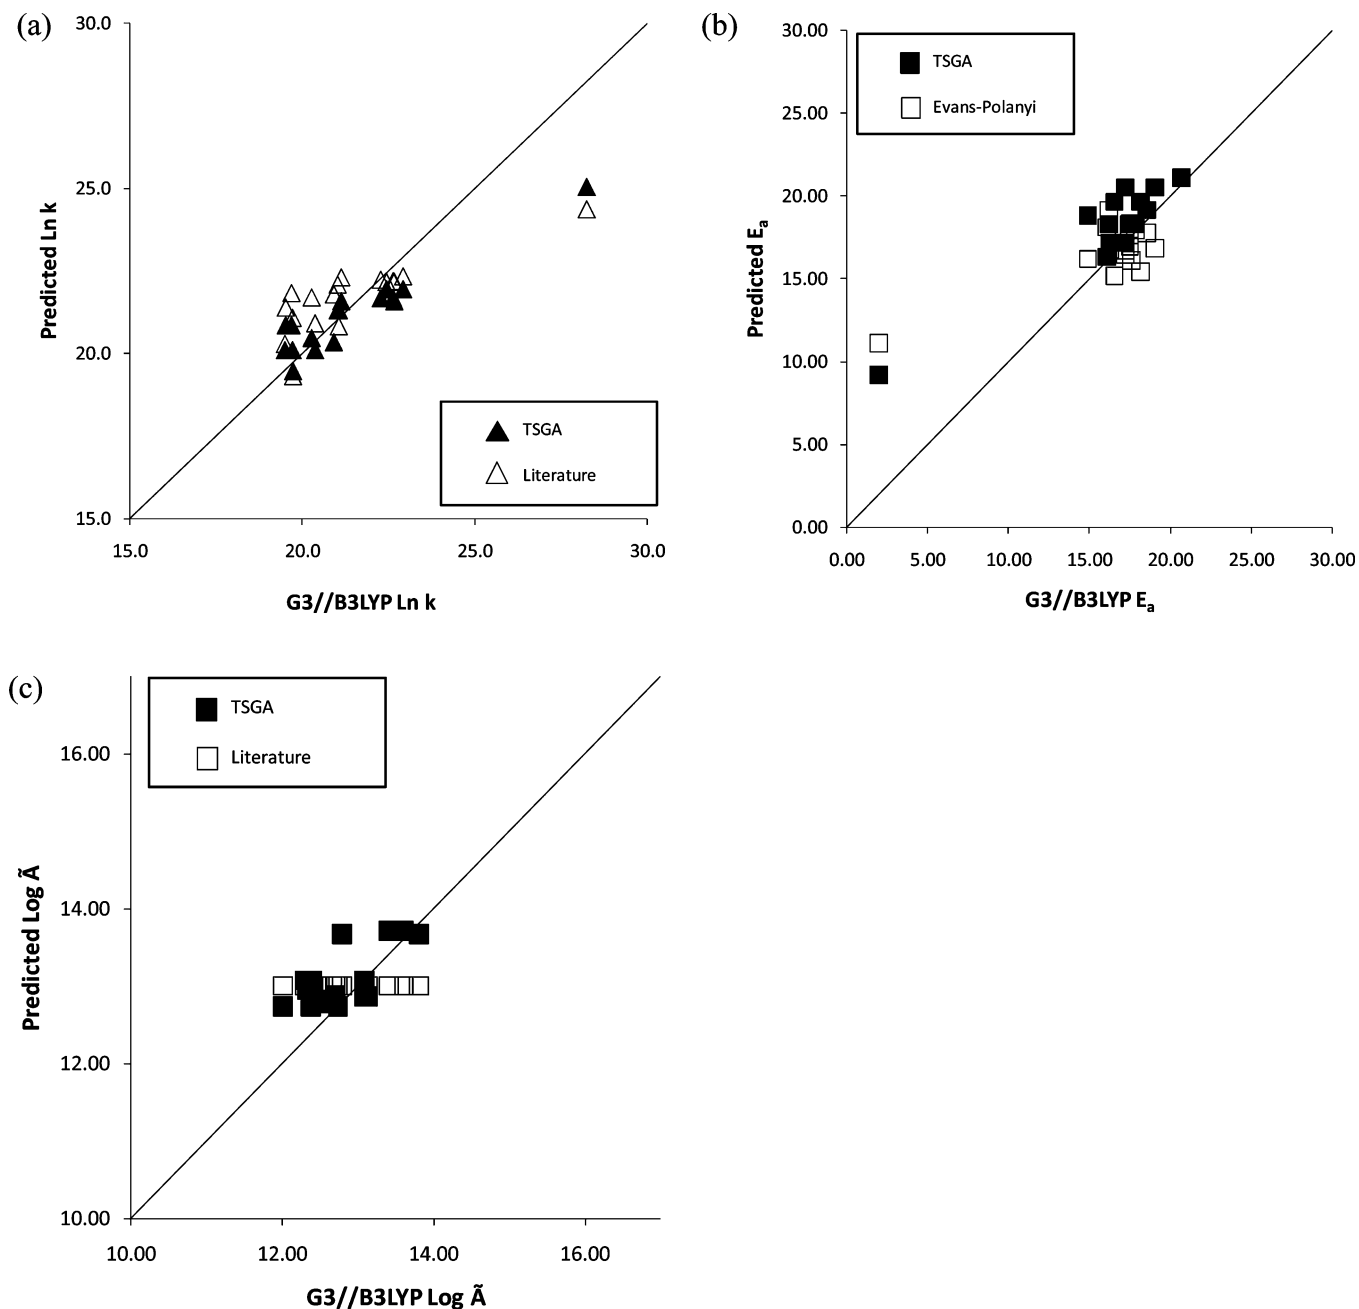 (a)
30.0
25.0
20.0
15.0
Predicted Ln k
TSGA
Literature
15.0 20.0 25.0 30.0
G3//B3LYP Ln k
(b)
30.00
25.00
20.00
15.00
10.00
5.00
0.00
Predicted Ea
TSGA
Evans-Polanyi
0.00 5.00 10.00 15.00 20.00 25.00 30.00
G3//B3LYP Ea
(c)
16.00
14.00
12.00
10.00
Predicted Log Ã
TSGA
Literature
10.00 12.00 14.00 16.00
G3//B3LYP Log Ã